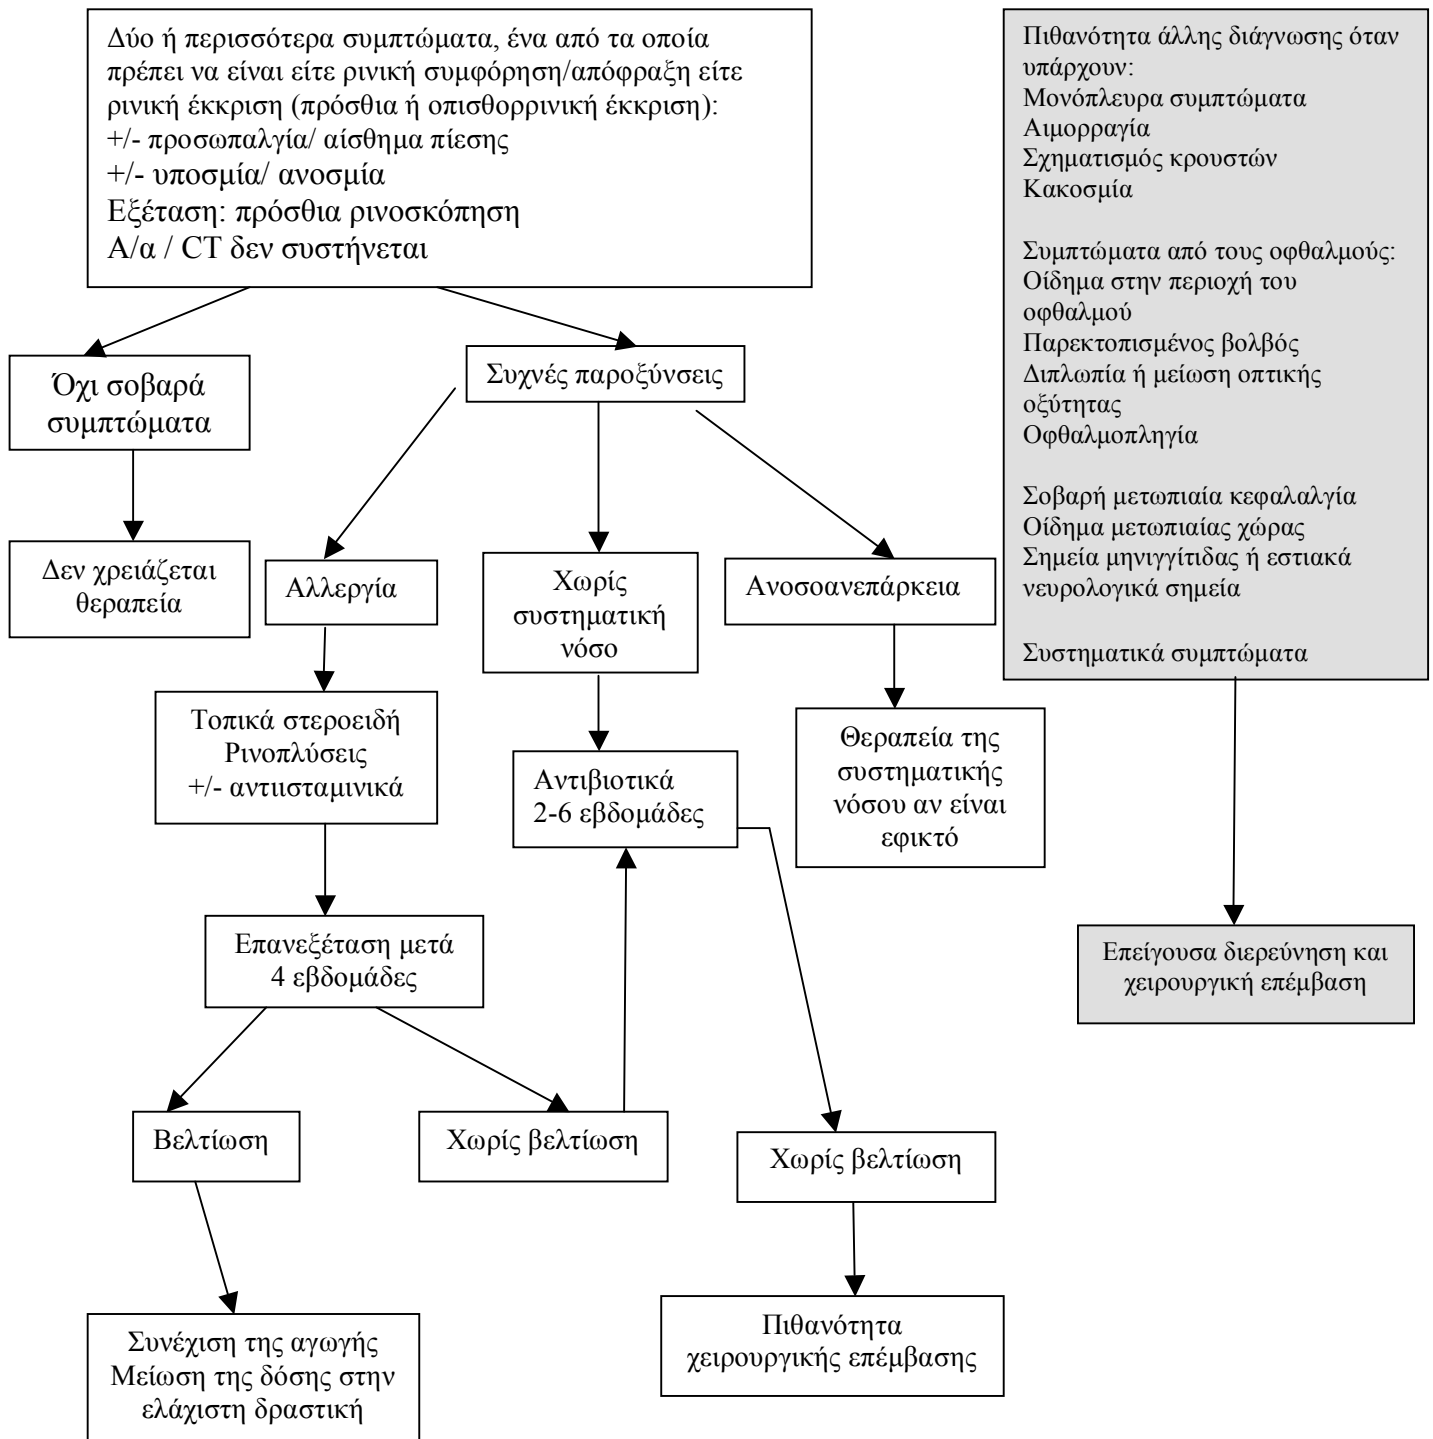 Δύο ή περισσότερα συμπτώματα, ένα από τα οποία
πρέπει να είναι είτε ρινική συμφόρηση/απόφραξη είτε
ρινική έκκριση (πρόσθια ή οπισθορρινική έκκριση):
+/- προσωπαλγία/ αίσθημα πίεσης
+/- υποσμία/ ανοσμία
Εξέταση: πρόσθια ρινοσκόπηση
Α/α / CT δεν συστήνεται
Πιθανότητα άλλης διάγνωσης όταν
υπάρχουν:
Μονόπλευρα συμπτώματα
Αιμορραγία
Σχηματισμός κρουστών
Κακοσμία
Συμπτώματα από τους οφθαλμούς:
Οίδημα στην περιοχή του
οφθαλμού
Παρεκτοπισμένος βολβός
Διπλωπία ή μείωση οπτικής
οξύτητας
Οφθαλμοπληγία
Σοβαρή μετωπιαία κεφαλαλγία
Οίδημα μετωπιαίας χώρας
Σημεία μηνιγγίτιδας ή εστιακά
νευρολογικά σημεία
Συστηματικά συμπτώματα
Όχι σοβαρά
συμπτώματα
Συχνές παροξύνσεις
Δεν χρειάζεται
θεραπεία
Αλλεργία
Χωρίς
συστηματική
νόσο
Ανοσοανεπάρκεια
Τοπικά στεροειδή
Ρινοπλύσεις
+/- αντιισταμινικά
Αντιβιοτικά
2-6 εβδομάδες
Θεραπεία της
συστηματικής
νόσου αν είναι
εφικτό
Επανεξέταση μετά
4 εβδομάδες
Επείγουσα διερεύνηση και
χειρουργική επέμβαση
Βελτίωση
Χωρίς βελτίωση
Χωρίς βελτίωση
Συνέχιση της αγωγής
Μείωση της δόσης στην
ελάχιστη δραστική
Πιθανότητα
χειρουργικής επέμβασης